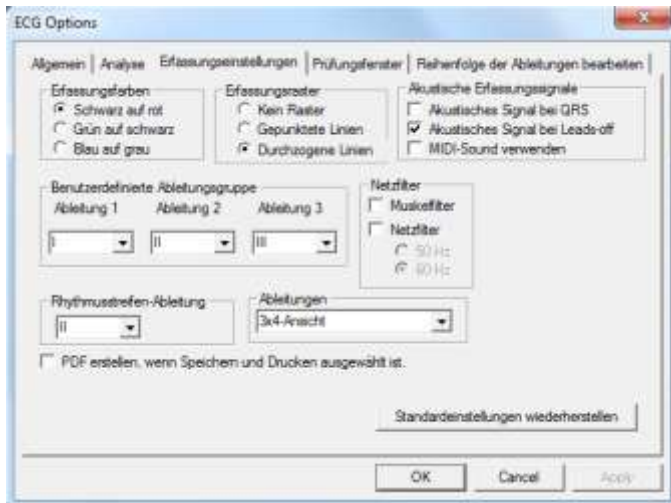 ECG Options
Allgemein Analyse Erfassungseinstellungen Prüfungsfenster Reihenfolge der Ableitungen bearbeiten
Erfassungsfarben
Schwarz auf rot
Grün auf schwarz
Blau auf grau
Erfassungsraster
Kein Raster
Gepunktete Linien
Durchzogene Linien
Akustische Erfassungssignale
Akustisches Signal bei QRS
Akustisches Signal bei Leads-off
MIDI-Sound verwenden
Benutzerdefinierte Ableitungsgruppe
Ableitung 1 Ableitung 2 Ableitung 3
I II III
Netzfilter
Muskelfilter
Netzfilter
50 Hz
60 Hz
Rhythmusstreifen-Ableitung
II
Ableitungen
3x4-Ansicht
PDF erstellen, wenn Speichern und Drucken ausgewählt ist.
Standardeinstellungen wiederherstellen
OK Cancel Apply